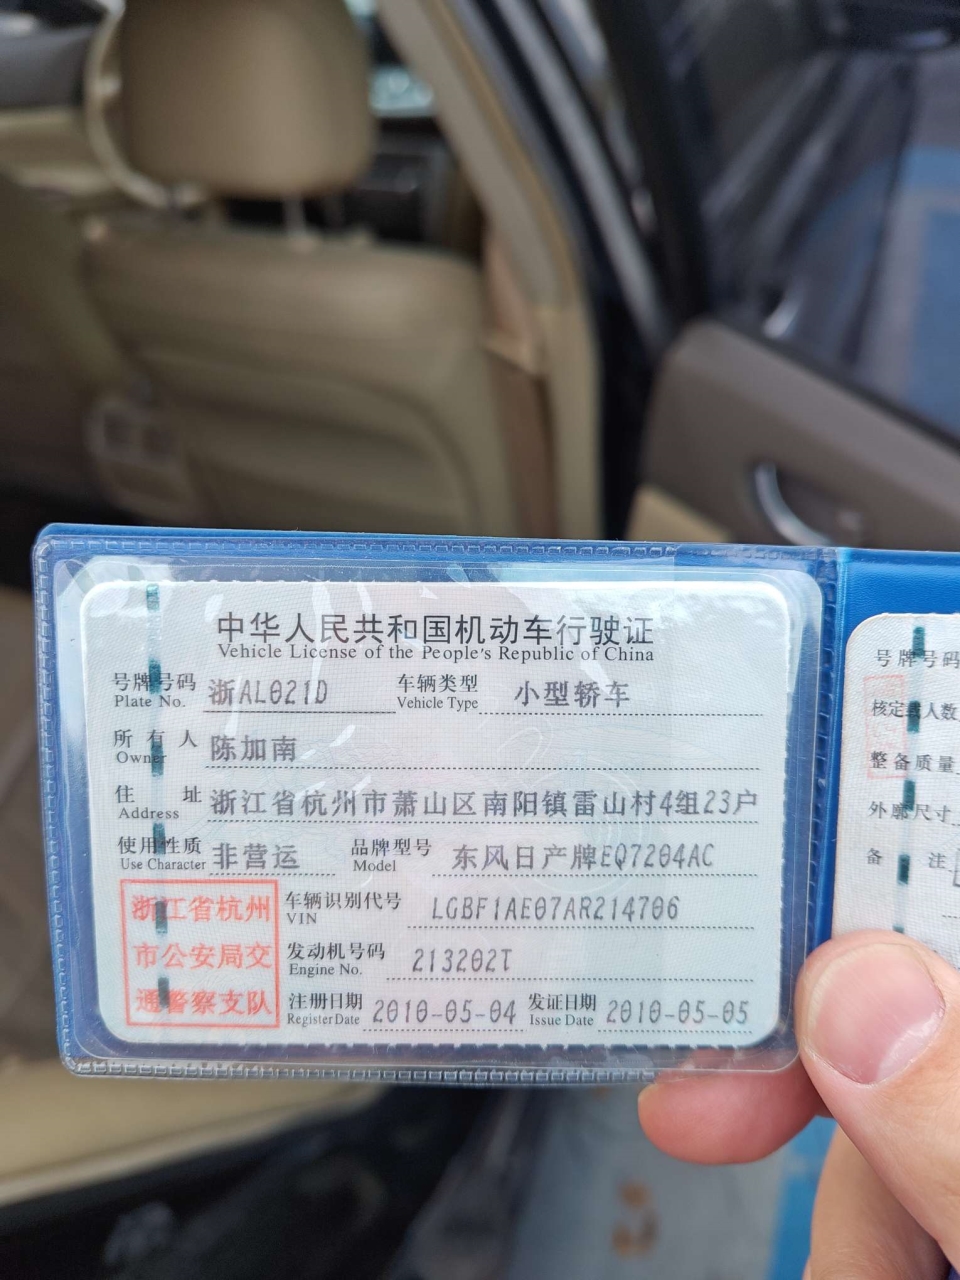 中华人民共和国机动车行驶证
Vehicle License of the People's Republic of China
号牌号码 浙AL021D 车辆类型 小型轿车
Plate No. Vehicle Type
所有人 陈加南
Owner
住址 浙江省杭州市萧山区南阳镇雷山村4组23户
Address
使用性质 非营运 品牌型号 东风日产牌EQ7204AC
Use Character Model
浙江省杭州
市公安局交
通警察支队
车辆识别代号 LGBF1AE07AR214706
VIN
发动机号码 213202T
Engine No.
注册日期 2010-05-04 发证日期 2010-05-05
Register Date Issue Date
号牌号码
核定载人数
整备质量
外廓尺寸
备注